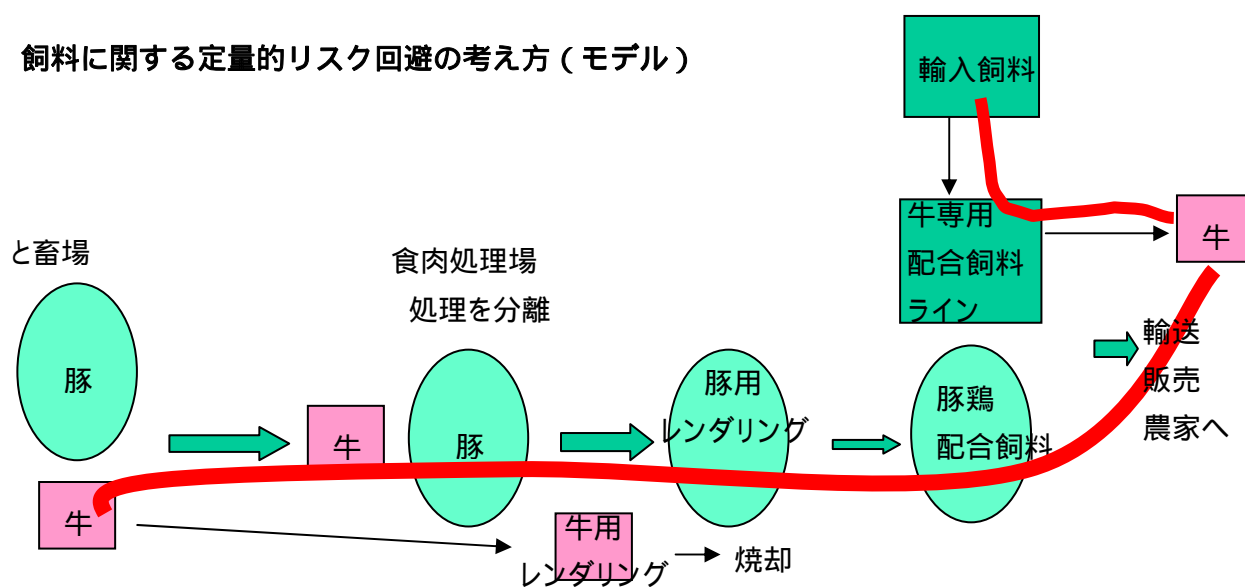 飼料に関する定量的リスク回避の考え方（モデル）
輸入飼料
牛専用
配合飼料
ライン
牛
と畜場
豚
牛
食肉処理場
処理を分離
牛
豚
豚用
レンダリング
豚鶏
配合飼料
輸送
販売
農家へ
牛用
レンダリング
焼却